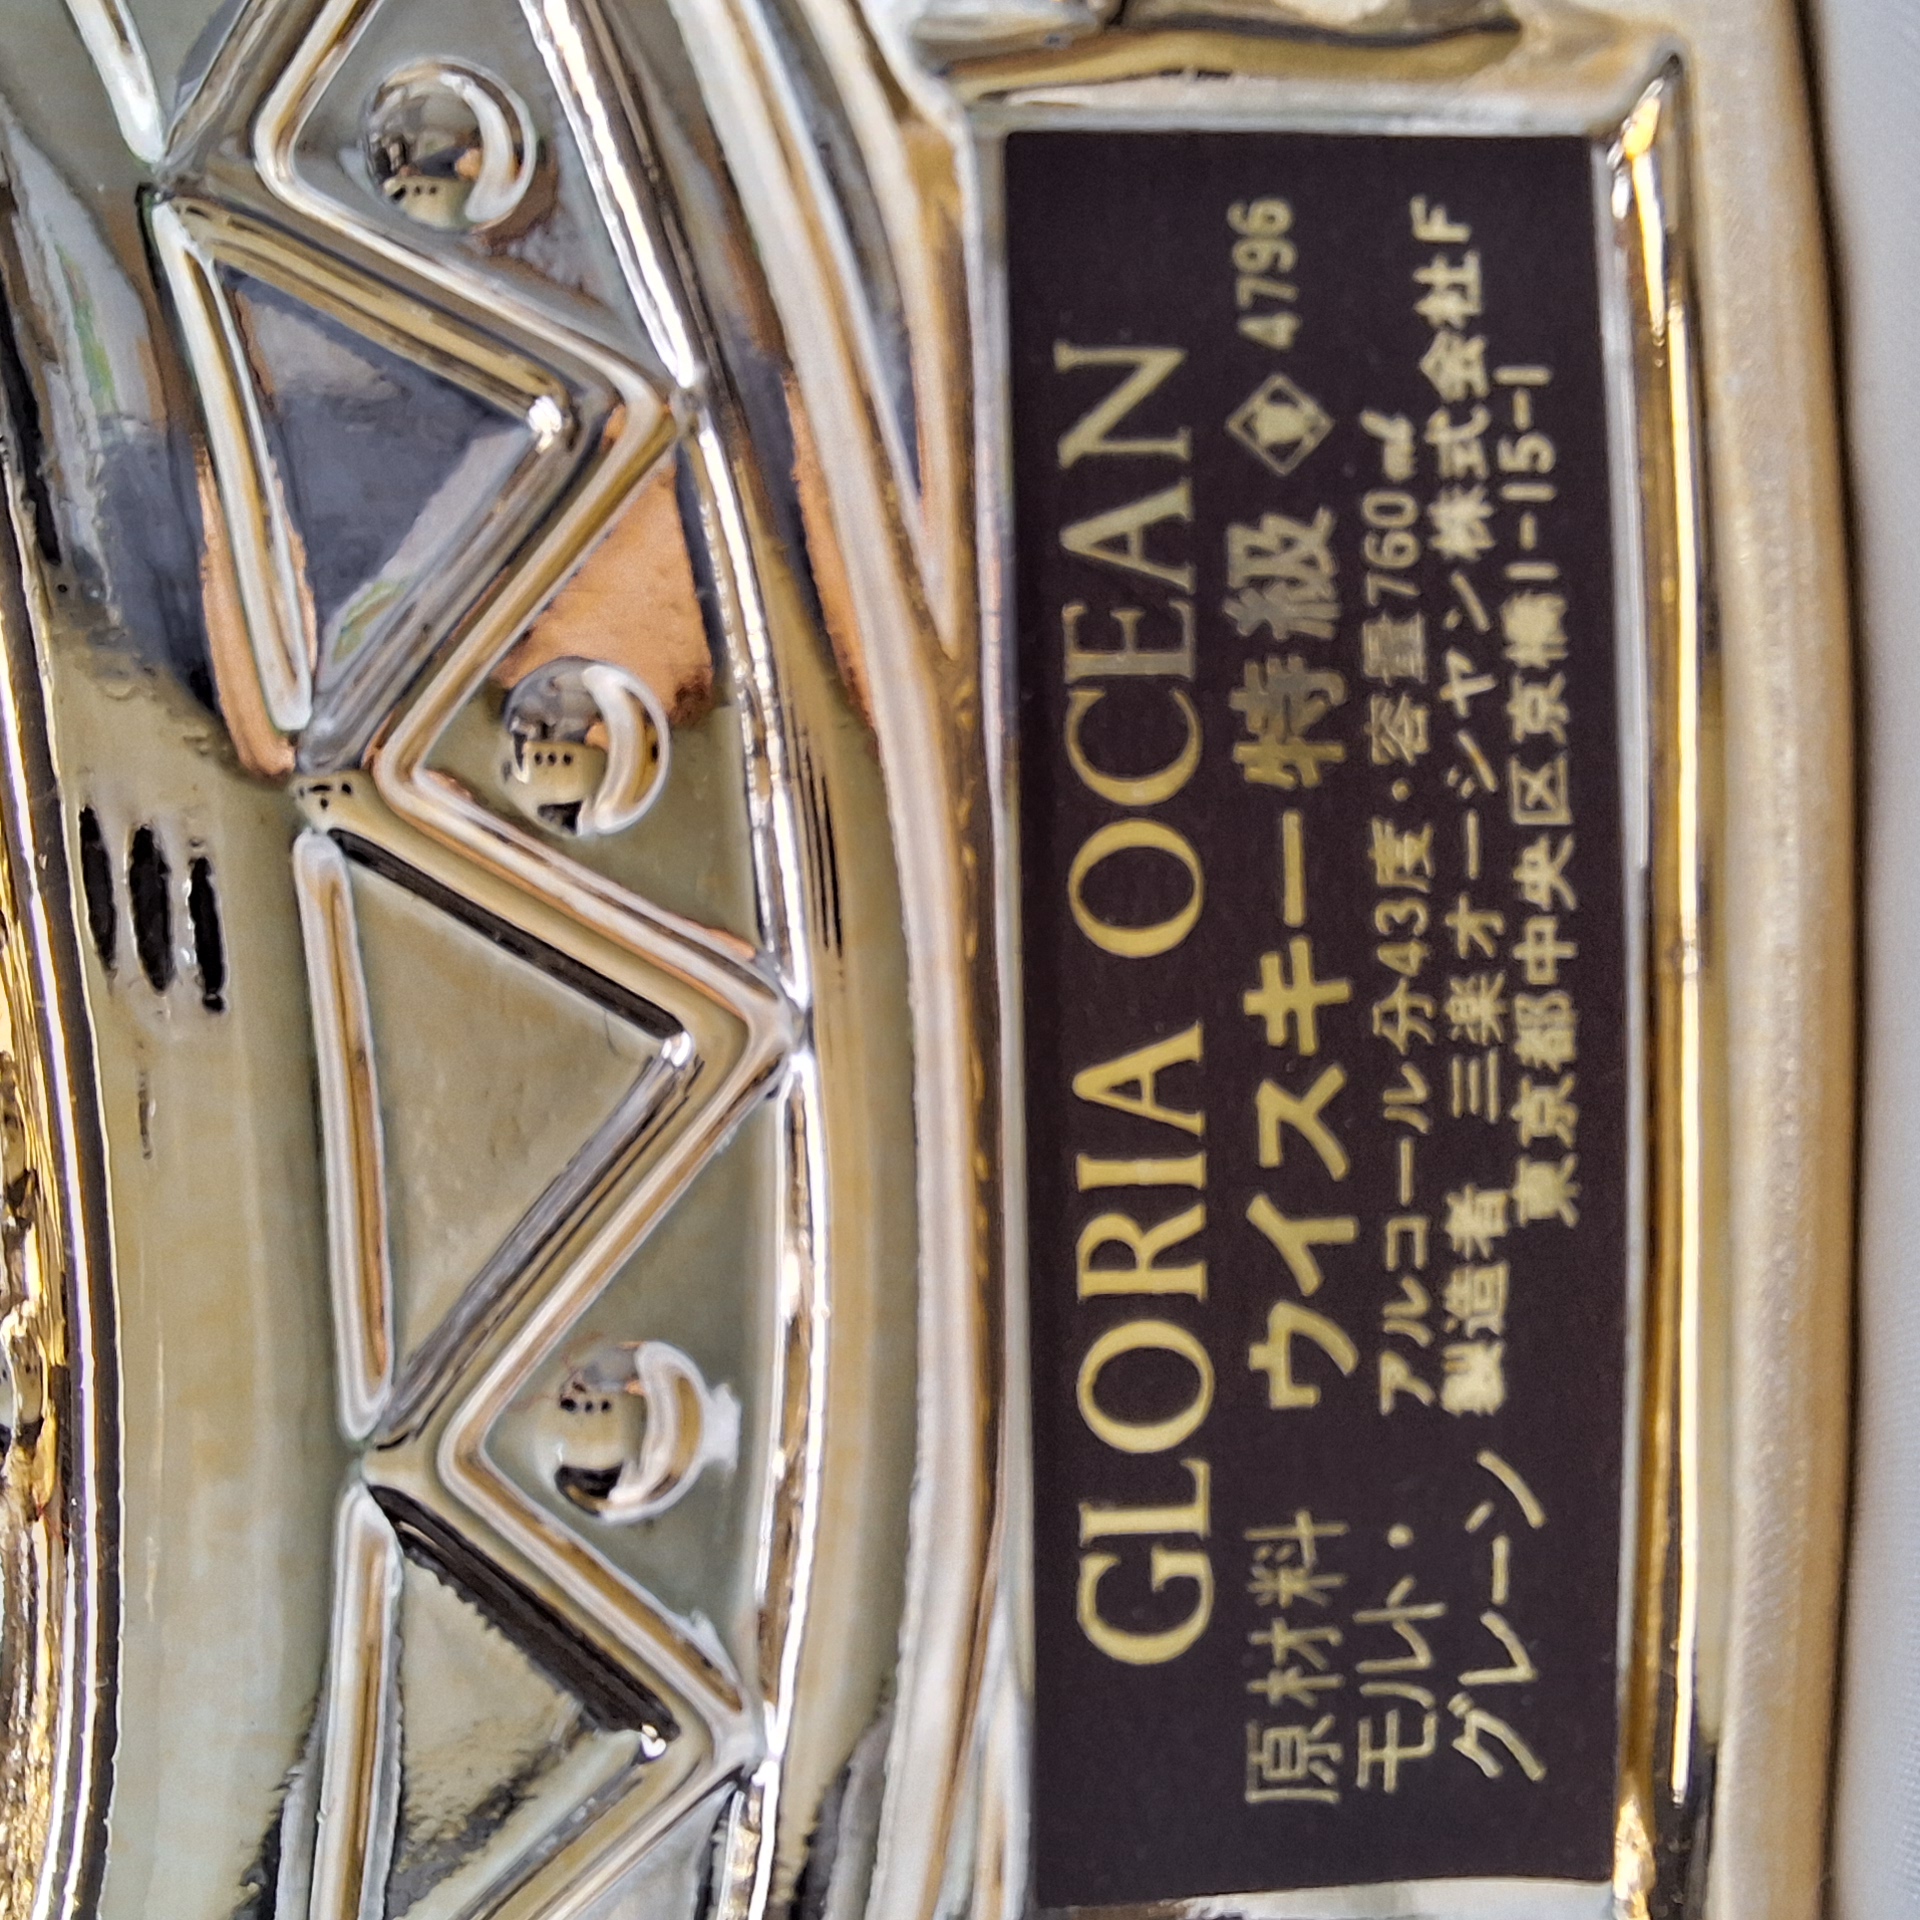 GLORIA OCEAN
原材料 ウイスキー特級 4796
モルト・ アルコール分43度・容量760㎖
グレーン 製造者 三楽オーシャン株式会社F
東京都中央区京橋1-15-1